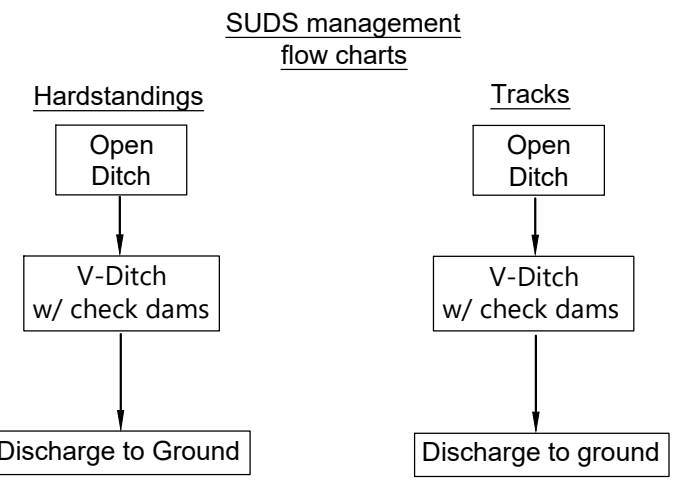 SUDS management
flow charts
Hardstandings
Open
Ditch
V-Ditch
w/ check dams
Discharge to Ground
Tracks
Open
Ditch
V-Ditch
w/ check dams
Discharge to ground